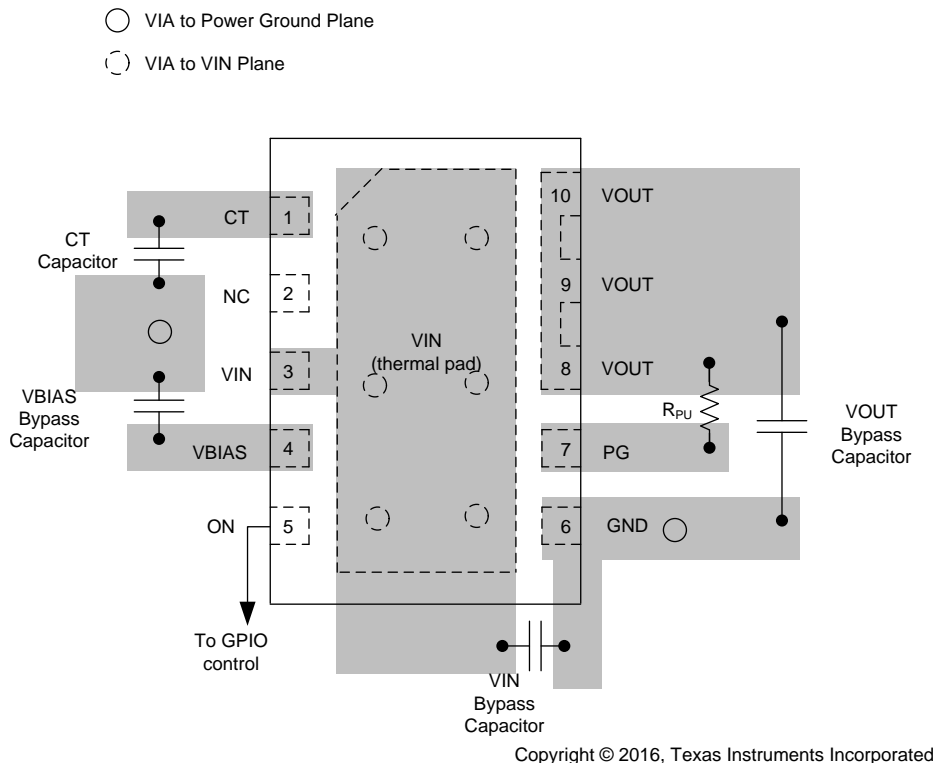 VIA to Power Ground Plane
VIA to VIN Plane
CT
1
CT
Capacitor
NC
2
VIN
3
VBIAS
Bypass
Capacitor
VBIAS
4
ON
5
To GPIO
control
VIN
(thermal pad)
10
VOUT
9
VOUT
8
VOUT
RPU
7
PG
VOUT
Bypass
Capacitor
6
GND
VIN
Bypass
Capacitor
Copyright © 2016, Texas Instruments Incorporated